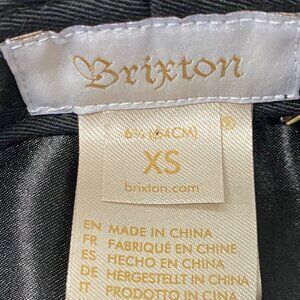 Brixton
6¾ (54CM)
®
XS
brixton.com
EN MADE IN CHINA
FR FABRIQUÉ EN CHINE
ES HECHO EN CHINA
DE HERGESTELLT IN CHINA
IT PRODOTTO IN CINA